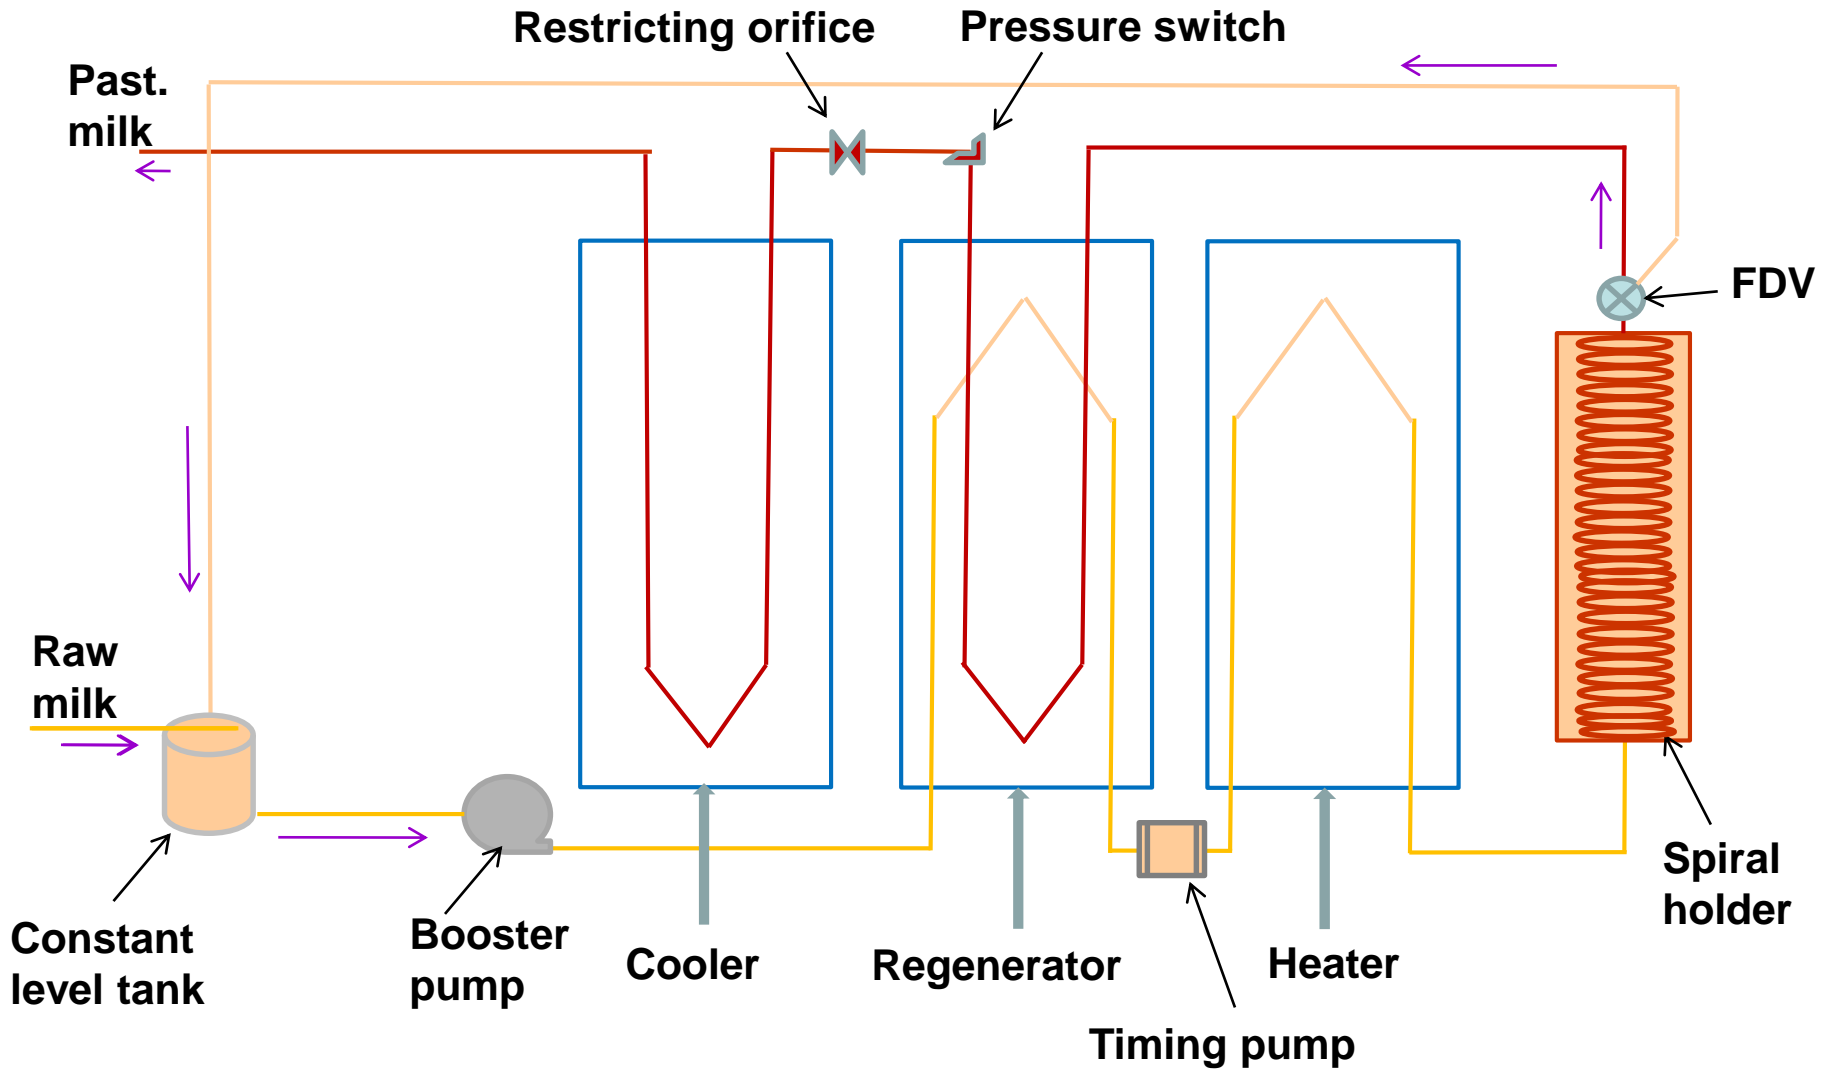 Restricting orifice
Pressure switch
Past.
milk
FDV
Raw
milk
Spiral
holder
Constant
level tank
Booster
pump
Cooler
Regenerator
Heater
Timing pump